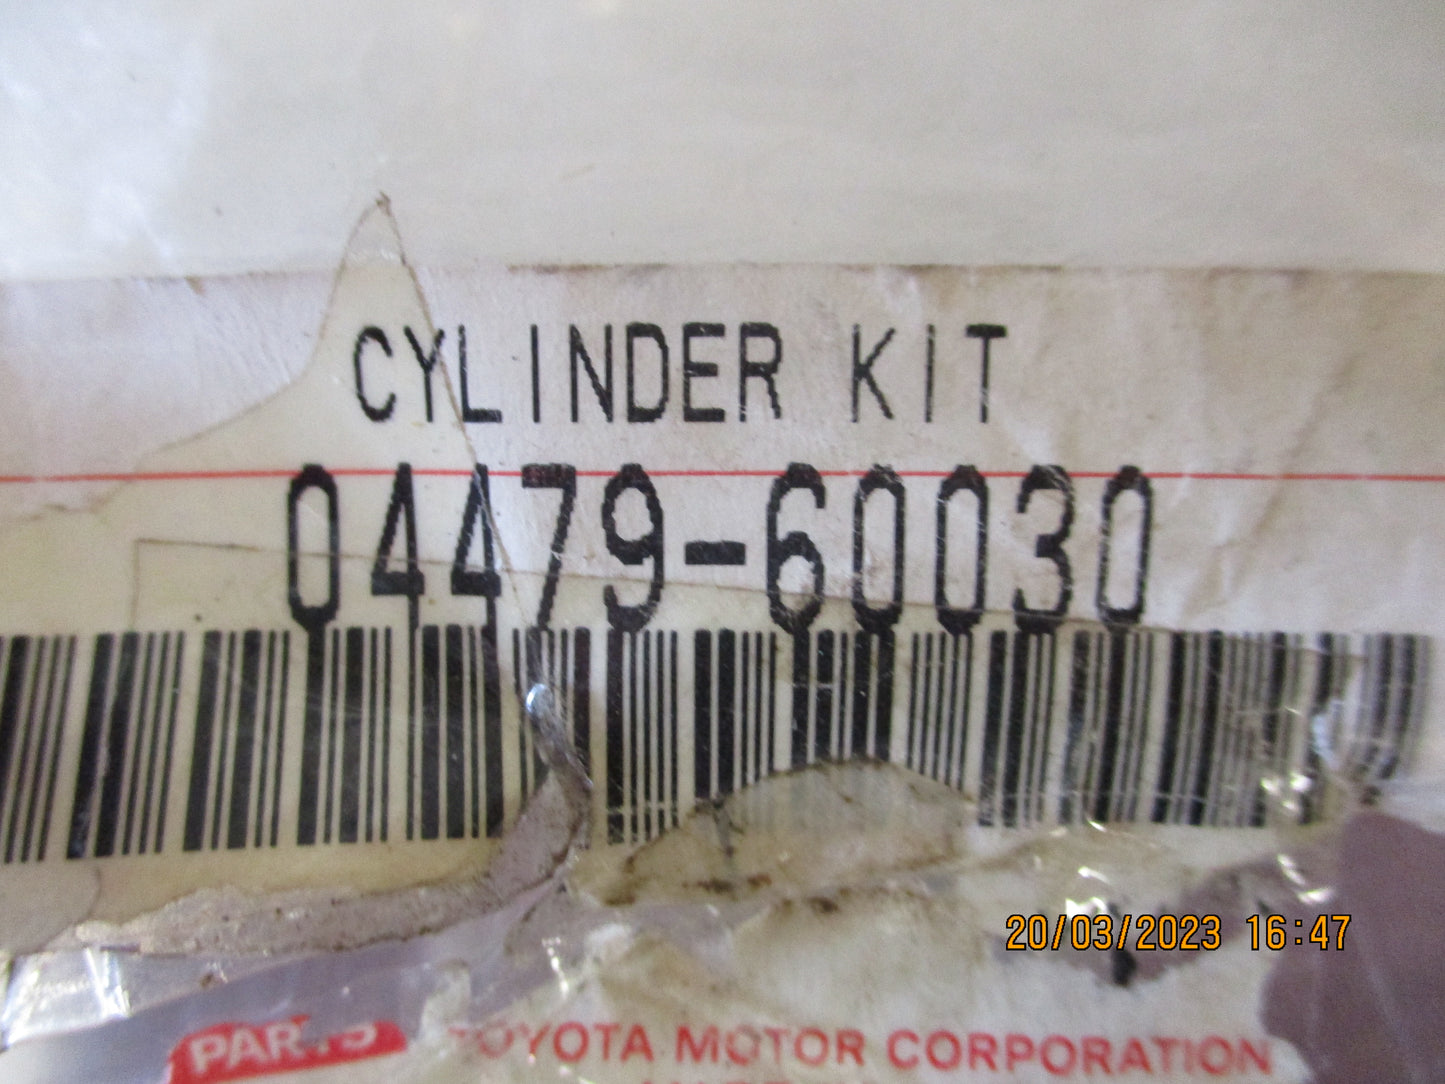 CYLINDER KIT
04479-60030
20/03/2023 16:47
PARTS TOYOTA MOTOR CORPORATION